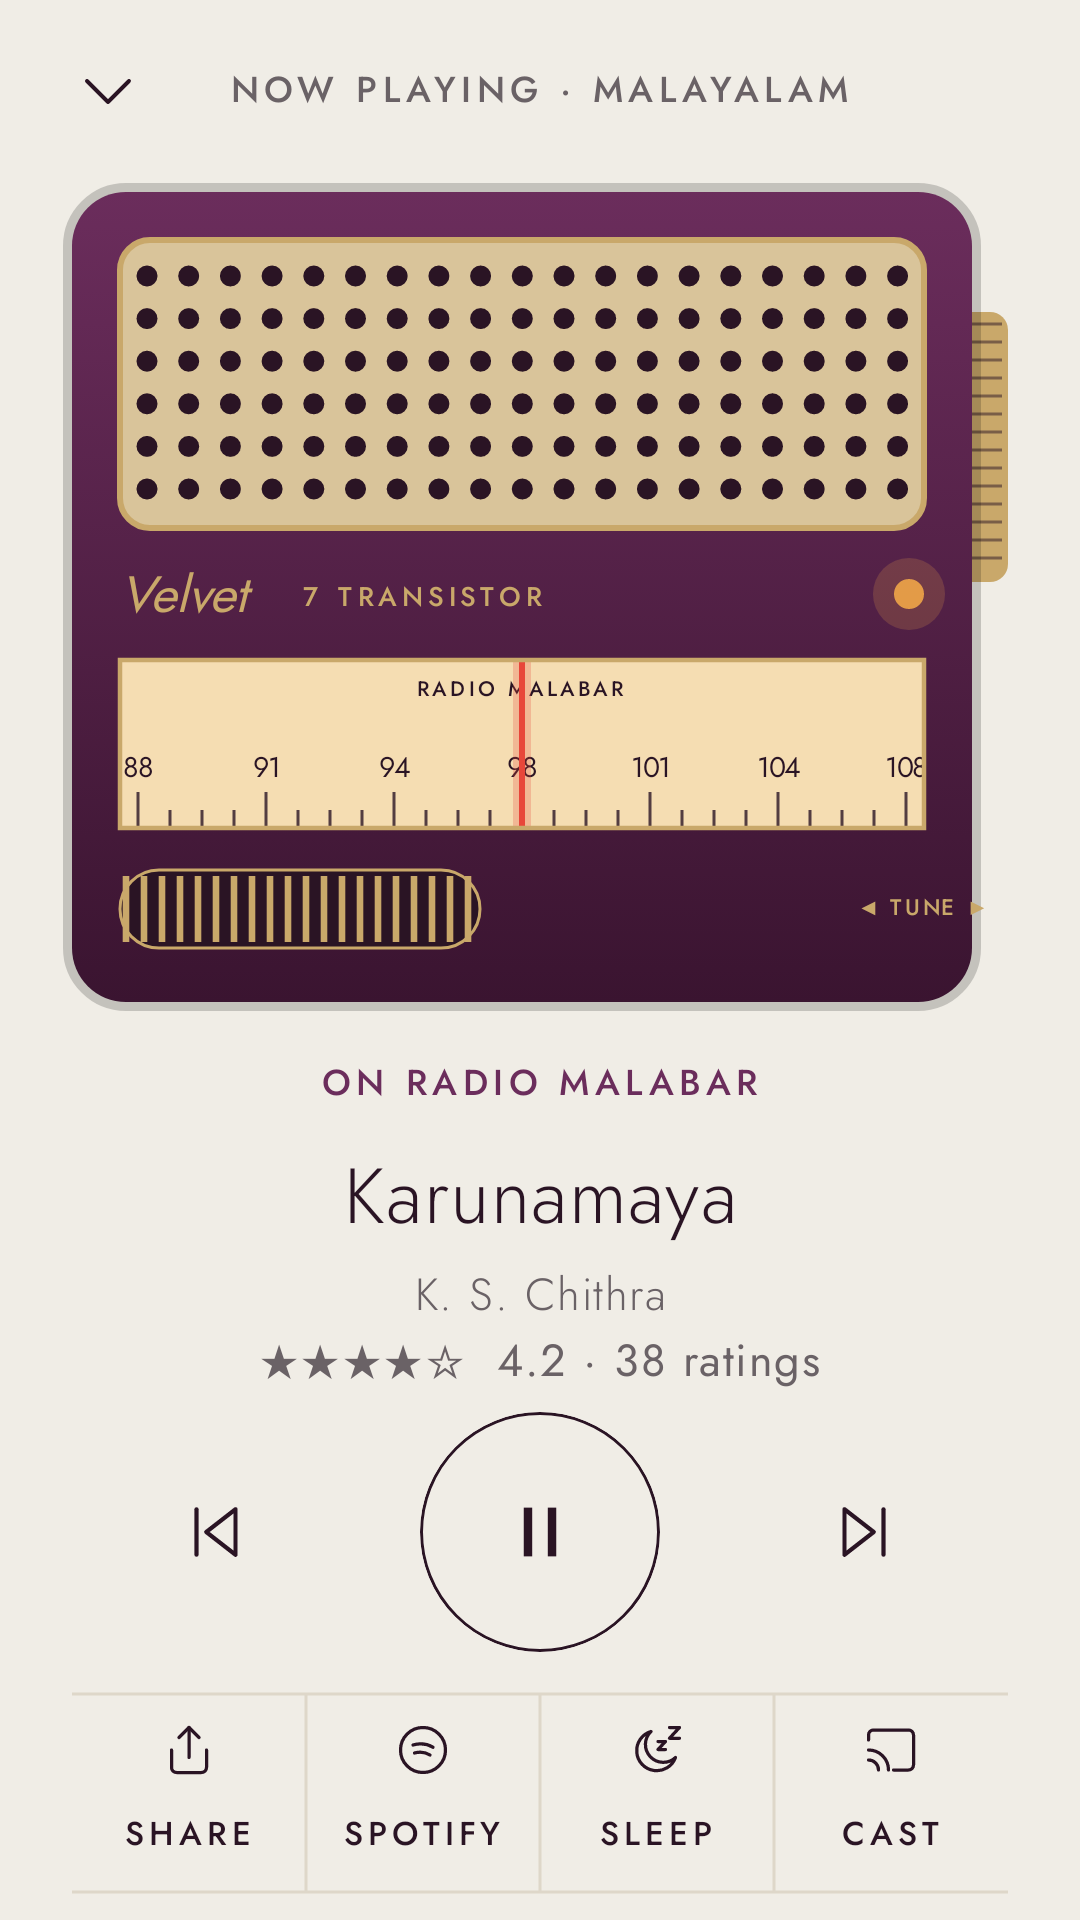 NOW PLAYING · MALAYALAM
Velvet 7 TRANSISTOR
RADIO MALABAR
88 91 94 98 101 104 108
◄ TUNE ►
ON RADIO MALABAR
Karunamaya
K. S. Chithra
★★★★☆ 4.2 · 38 ratings
SHARE SPOTIFY SLEEP CAST